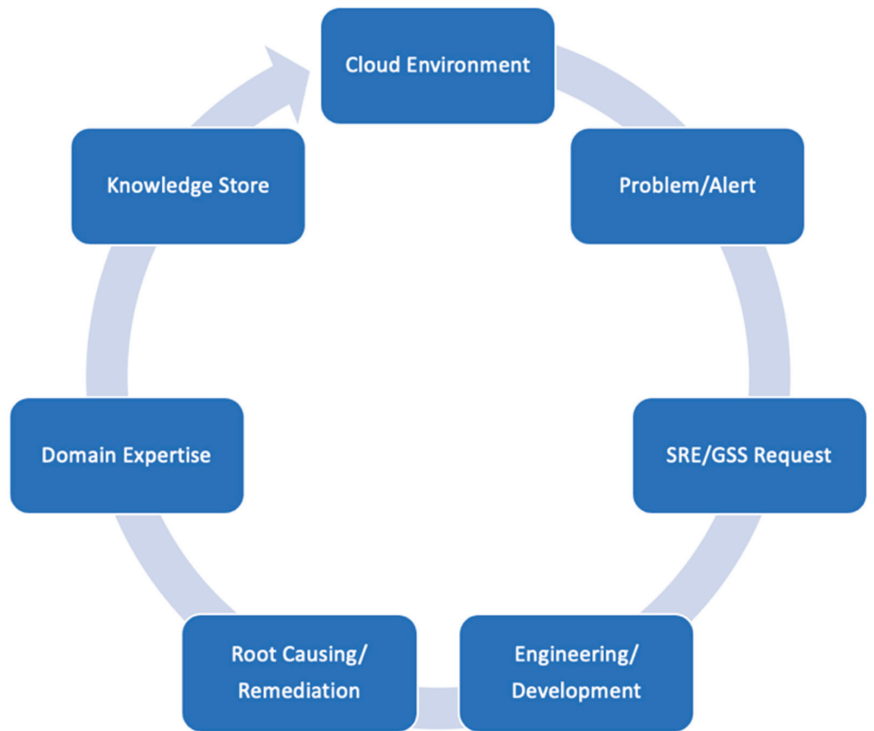 Cloud Environment
Problem/Alert
SRE/GSS Request
Engineering/
Development
Root Causing/
Remediation
Domain Expertise
Knowledge Store